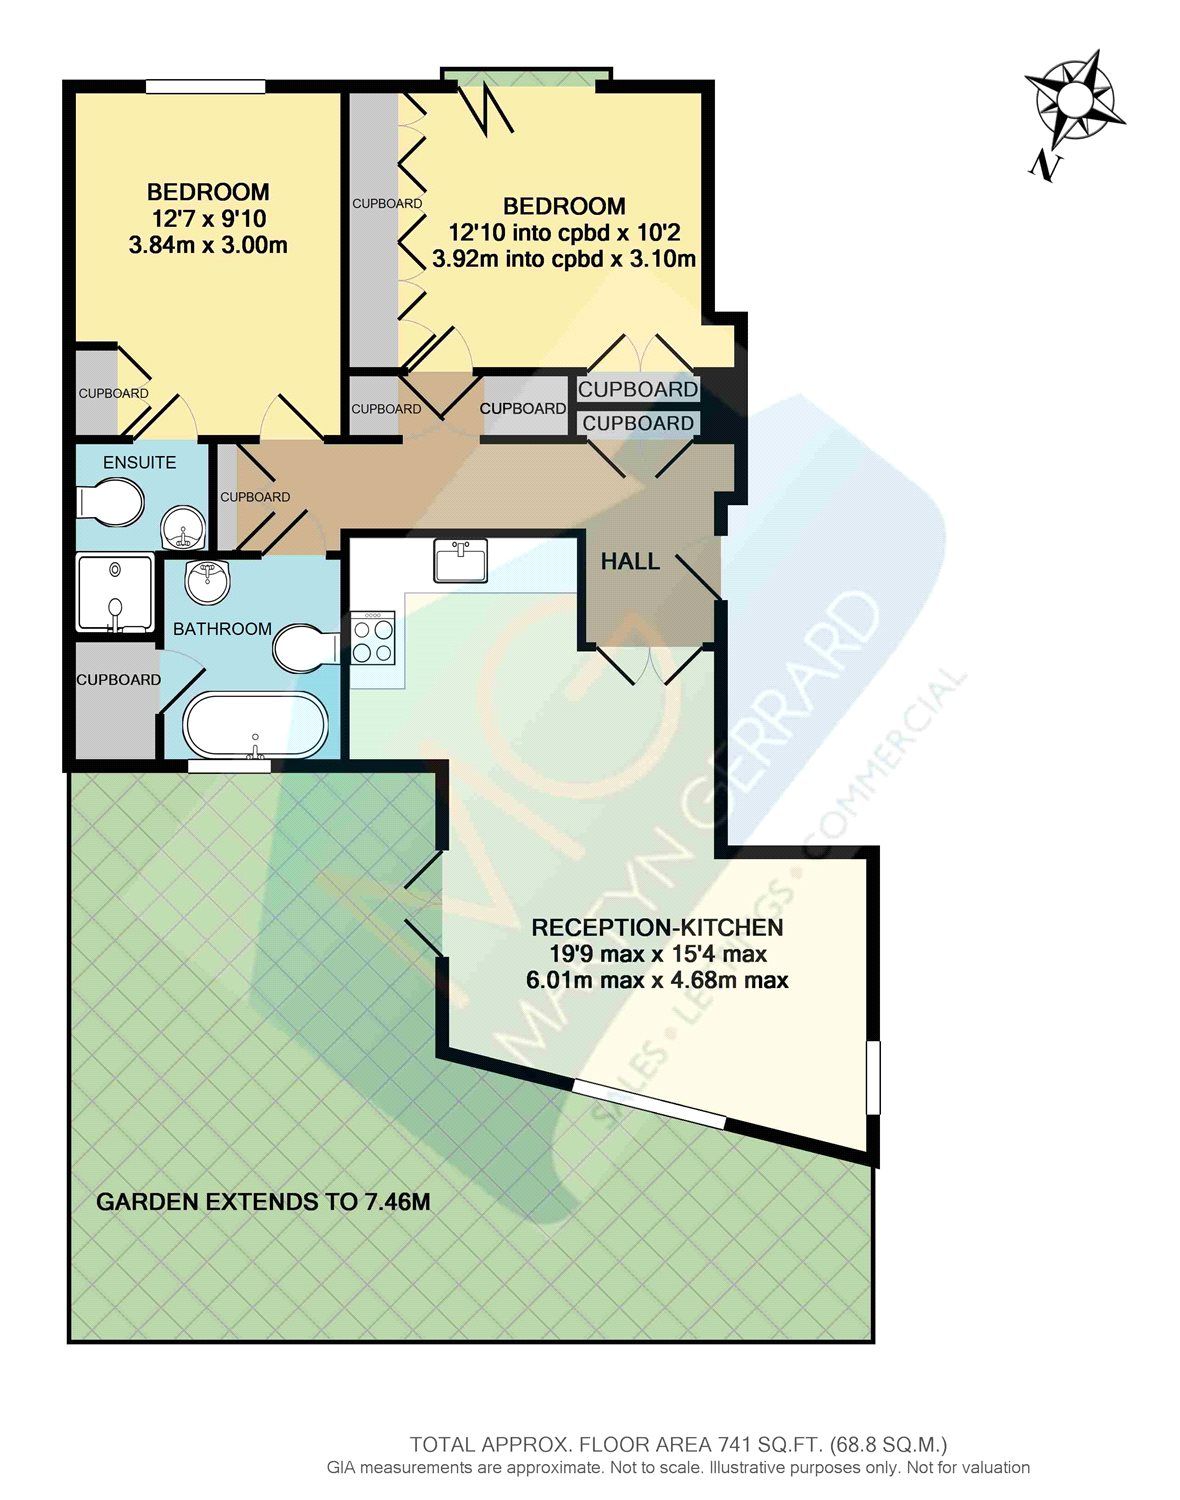 N
BEDROOM
12'7 x 9'10
3.84m x 3.00m
CUPBOARD
BEDROOM
12'10 into cpbd x 10'2
3.92m into cpbd x 3.10m
CUPBOARD
CUPBOARD
CUPBOARD
CUPBOARD
CUPBOARD
ENSUITE
CUPBOARD
HALL
BATHROOM
CUPBOARD
MG
MARTYN GERRARD
SALES • LETTINGS • COMMERCIAL
RECEPTION-KITCHEN
19'9 max x 15'4 max
6.01m max x 4.68m max
GARDEN EXTENDS TO 7.46M
TOTAL APPROX. FLOOR AREA 741 SQ.FT. (68.8 SQ.M.)
GIA measurements are approximate. Not to scale. Illustrative purposes only. Not for valuation